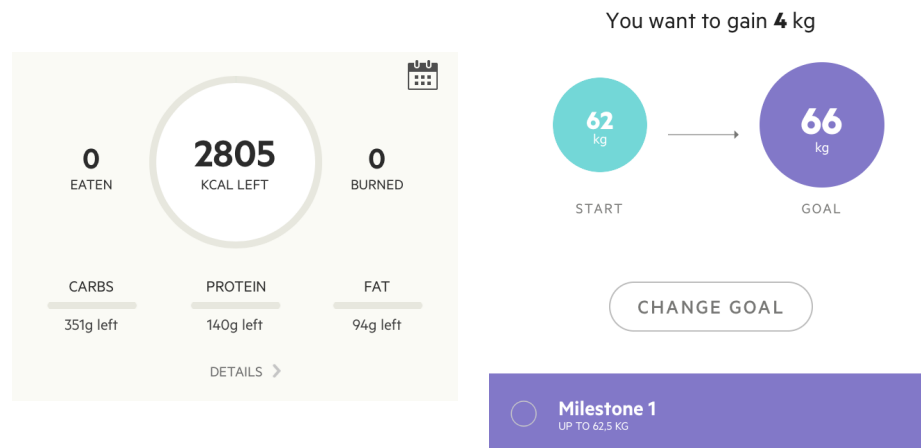 0
EATEN
2805
KCAL LEFT
0
BURNED
CARBS
351g left
PROTEIN
140g left
FAT
94g left
DETAILS
You want to gain 4 kg
62
kg
START
66
kg
GOAL
CHANGE GOAL
Milestone 1
UP TO 62,5 KG